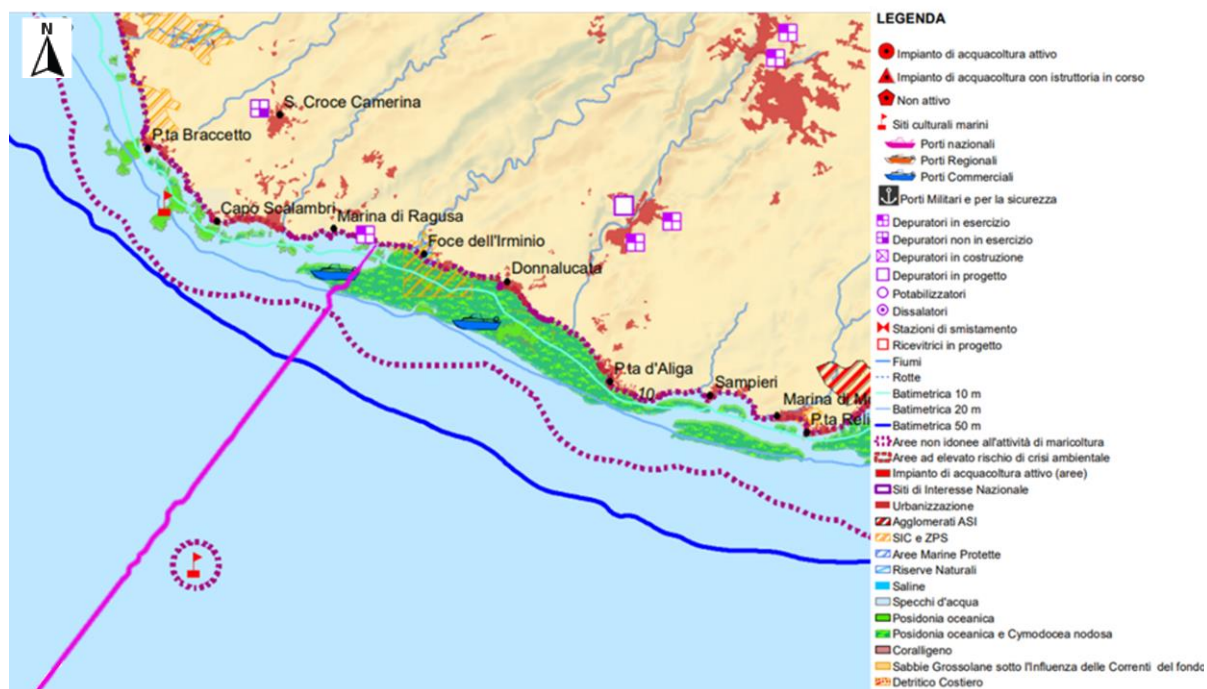 N
S. Croce Camerina
P.ta Braccetto
Capo Scalambri
Marina di Ragusa
Foce dell'Irminio
Donnalucata
P.ta d'Aliga
10
Sampieri
Marina di M
P.ta Reli
LEGENDA
Impianto di acquacoltura attivo
Impianto di acquacoltura con istruttoria in corso
Non attivo
Siti culturali marini
Porti nazionali
Porti Regionali
Porti Commerciali
Porti Militari e per la sicurezza
Depuratori in esercizio
Depuratori non in esercizio
Depuratori in costruzione
Depuratori in progetto
Potabilizzatori
Dissalatori
Stazioni di smistamento
Ricevitrici in progetto
Fiumi
Rotte
Batimetrica 10 m
Batimetrica 20 m
Batimetrica 50 m
Aree non idonee all'attività di maricoltura
Aree ad elevato rischio di crisi ambientale
Impianto di acquacoltura attivo (aree)
Siti di Interesse Nazionale
Urbanizzazione
Agglomerati ASI
SIC e ZPS
Aree Marine Protette
Riserve Naturali
Saline
Specchi d'acqua
Posidonia oceanica
Posidonia oceanica e Cymodocea nodosa
Coralligeno
Sabbie Grossolane sotto l'Influenza delle Correnti del fondo
Detritico Costiero